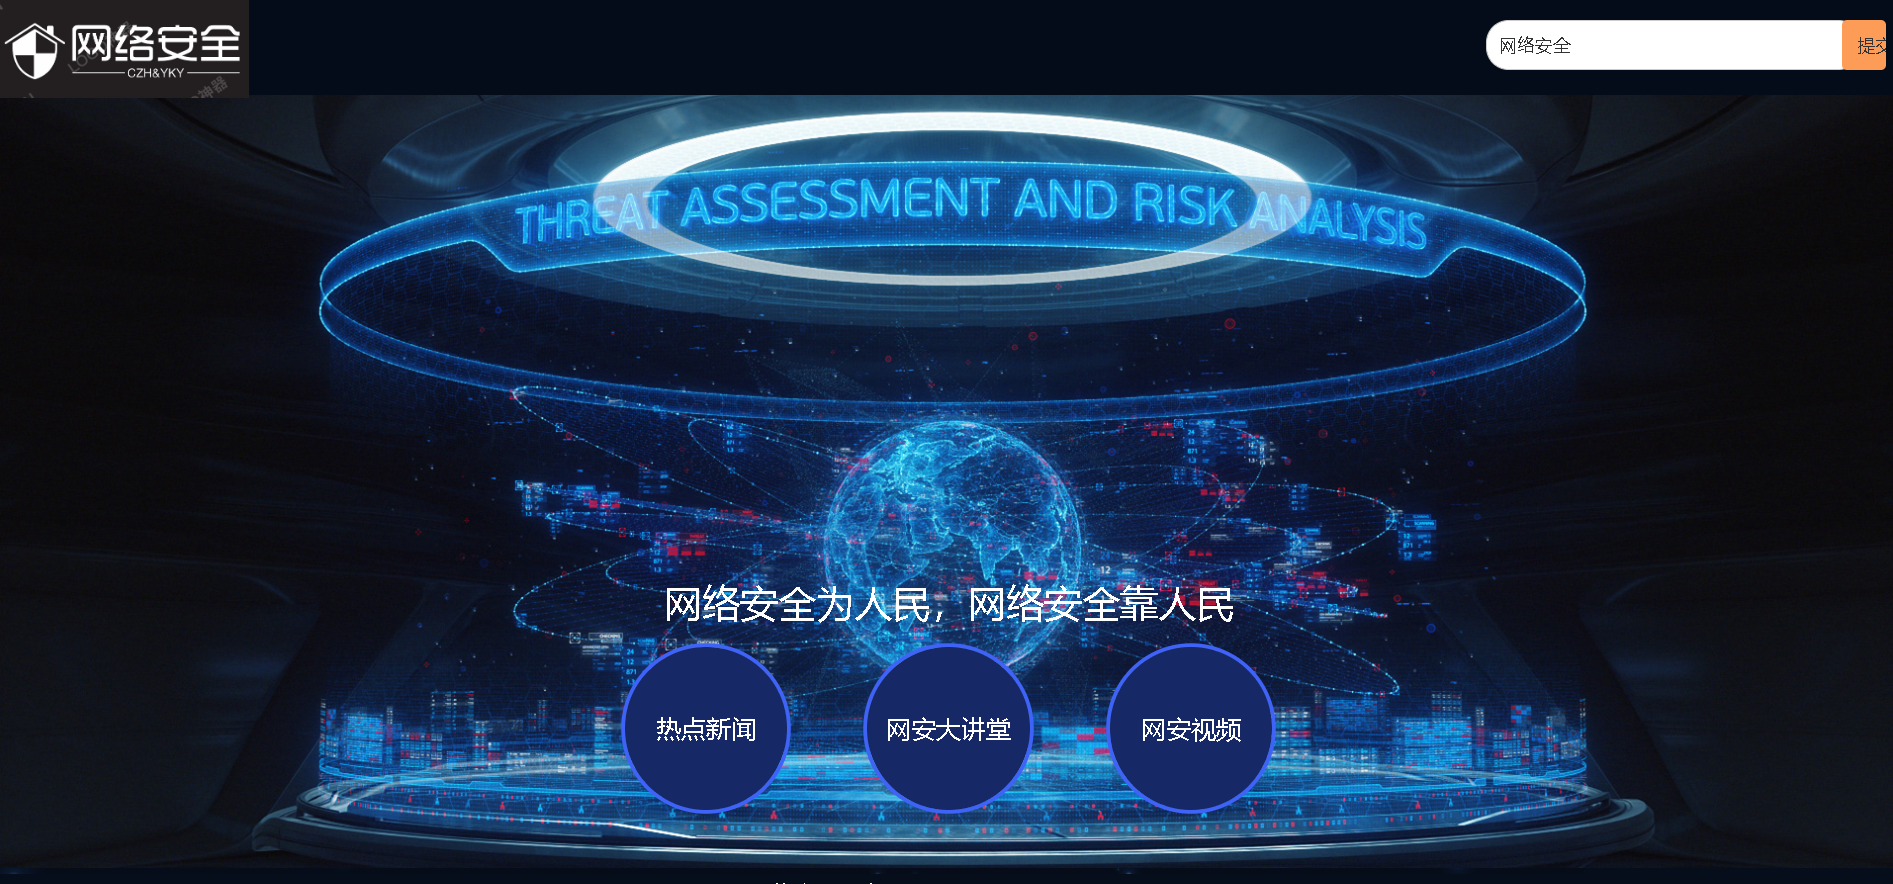 网络安全
CZH&YKY
网络安全
提交
THREAT ASSESSMENT AND RISK ANALYSIS
网络安全为人民，网络安全靠人民
热点新闻
网安大讲堂
网安视频